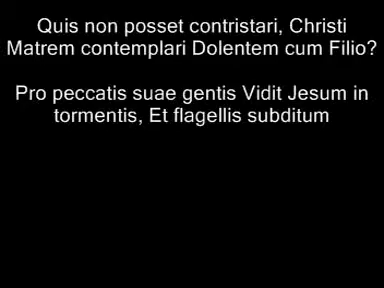 Quis non posset contristari, Christi
Matrem contemplari Dolentem cum Filio?
Pro peccatis suae gentis Vidit Jesum in
tormentis, Et flagellis subditum